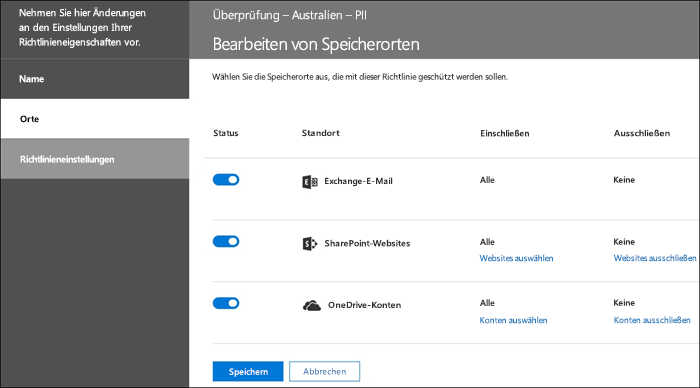 Nehmen Sie hier Änderungen
an den Einstellungen Ihrer
Richtlinieneigenschaften vor.
Name
Orte
Richtlinieneinstellungen
Überprüfung – Australien – PII
Bearbeiten von Speicherorten
Wählen Sie die Speicherorte aus, die mit dieser Richtlinie geschützt werden sollen.
Status Standort Einschließen Ausschließen
Exchange-E-Mail Alle Keine
SharePoint-Websites Alle Keine
Websites auswählen Websites ausschließen
OneDrive-Konten Alle Keine
Konten auswählen Konten ausschließen
Speichern Abbrechen